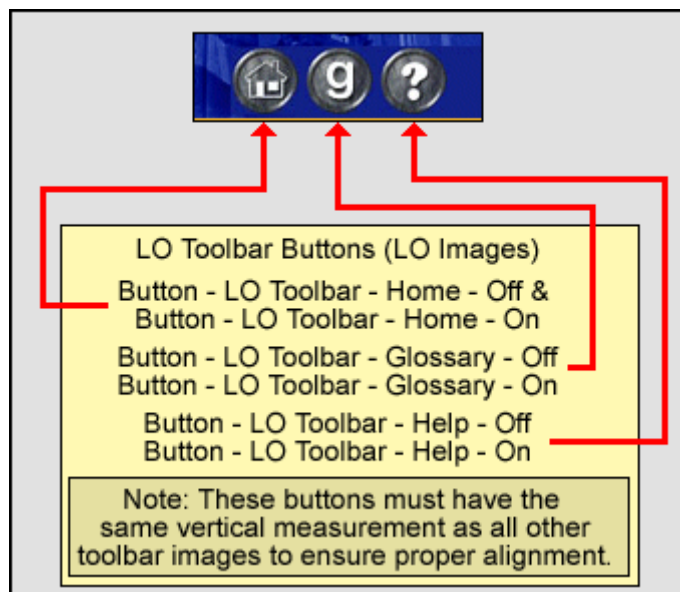 g ?
LO Toolbar Buttons (LO Images)
Button - LO Toolbar - Home - Off &
Button - LO Toolbar - Home - On
Button - LO Toolbar - Glossary - Off
Button - LO Toolbar - Glossary - On
Button - LO Toolbar - Help - Off
Button - LO Toolbar - Help - On
Note: These buttons must have the
same vertical measurement as all other
toolbar images to ensure proper alignment.